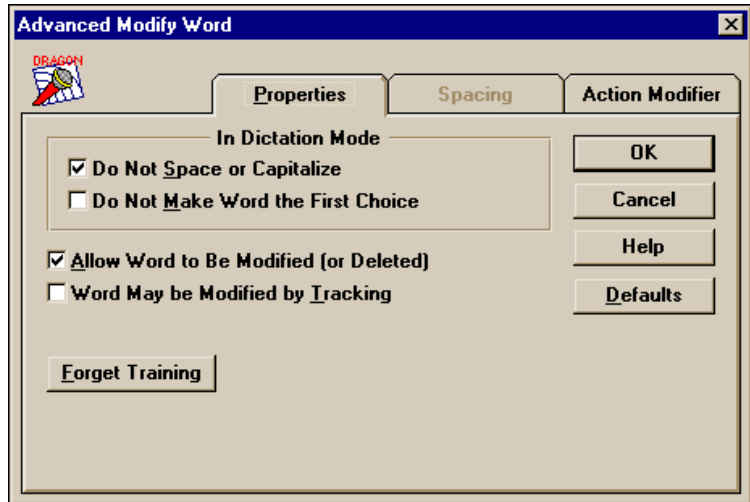 Advanced Modify Word
DRAGON
Properties
Spacing
Action Modifier
In Dictation Mode
Do Not Space or Capitalize
Do Not Make Word the First Choice
Allow Word to Be Modified (or Deleted)
Word May be Modified by Tracking
Forget Training
OK
Cancel
Help
Defaults